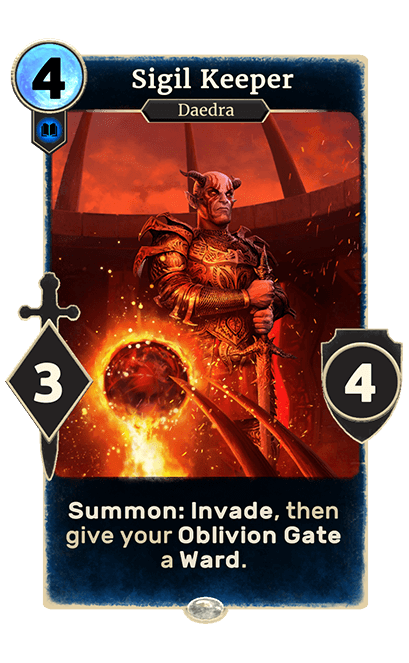 4
Sigil Keeper
Daedra
3
4
Summon: Invade, then
give your Oblivion Gate
a Ward.